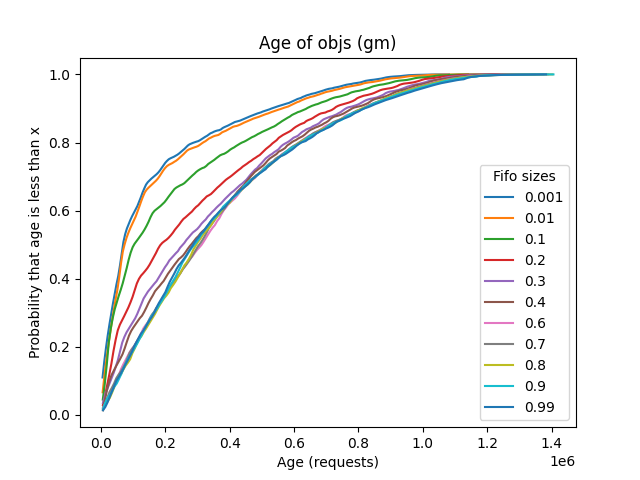 Age of objs (gm)
Probability that age is less than x
1.0
0.8
0.6
0.4
0.2
0.0
Fifo sizes
0.001
0.01
0.1
0.2
0.3
0.4
0.6
0.7
0.8
0.9
0.99
0.0 0.2 0.4 0.6 0.8 1.0 1.2 1.4
1e6
Age (requests)